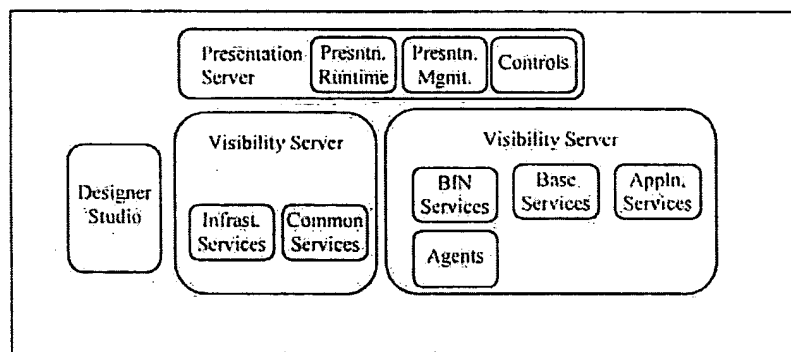 Presentation
Server
Presntn.
Runtime
Presntn.
Mgmt.
Controls
Designer
Studio
Visibility Server
Infrast.
Services
Common
Services
Visibility Server
BIN
Services
Base
Services
Appln.
Services
Agents